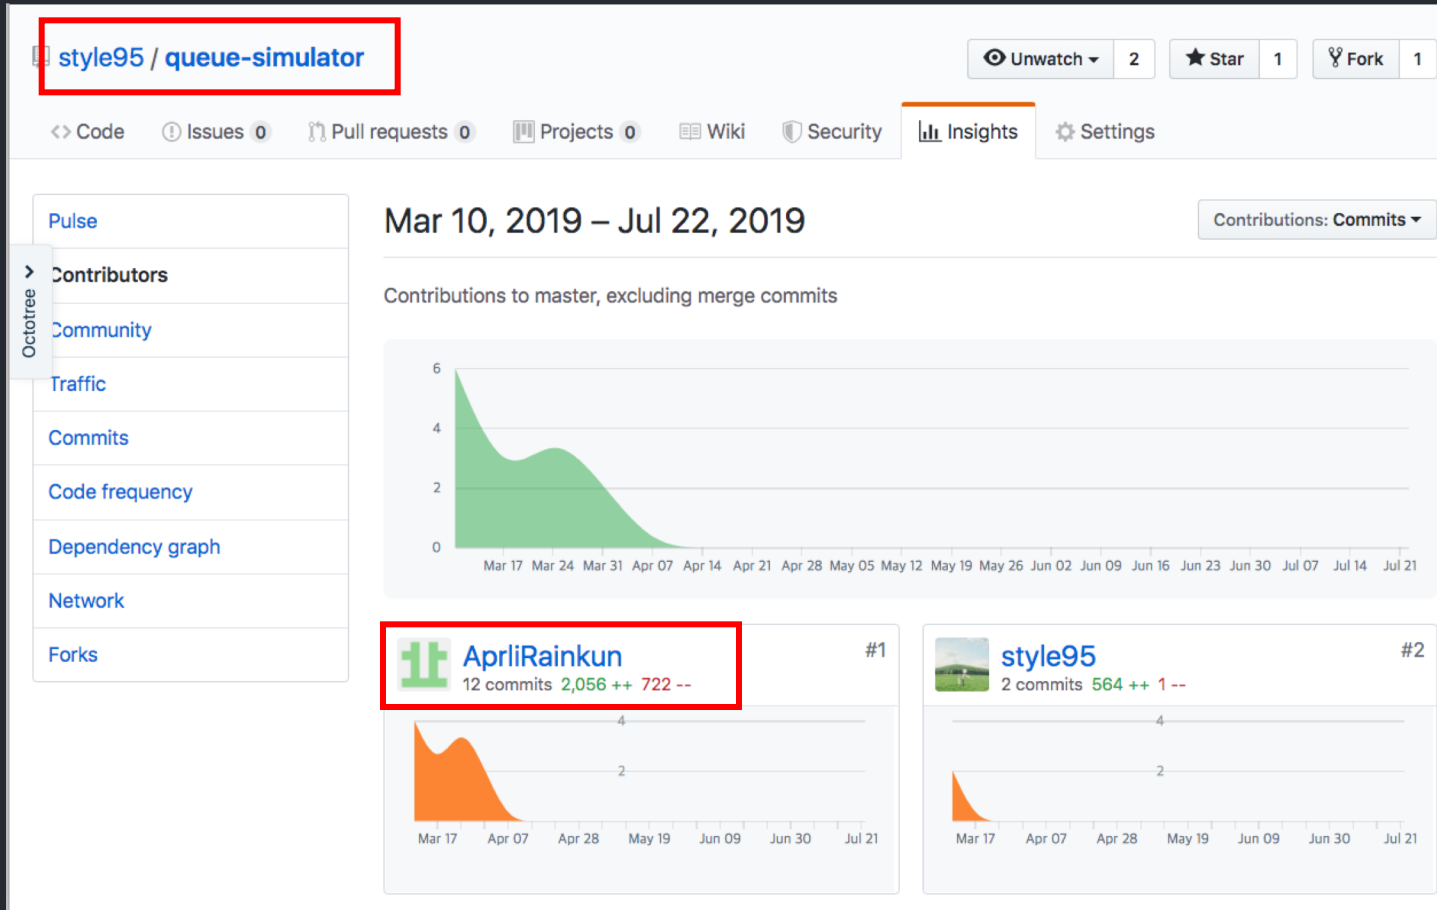 style95 / queue-simulator
Unwatch 2 Star 1 Fork 1
Code Issues 0 Pull requests 0 Projects 0 Wiki Security Insights Settings
Pulse
Contributors
Community
Traffic
Commits
Code frequency
Dependency graph
Network
Forks
Octotree
Mar 10, 2019 – Jul 22, 2019
Contributions: Commits
Contributions to master, excluding merge commits
6
4
2
0
Mar 17 Mar 24 Mar 31 Apr 07 Apr 14 Apr 21 Apr 28 May 05 May 12 May 19 May 26 Jun 02 Jun 09 Jun 16 Jun 23 Jun 30 Jul 07 Jul 14 Jul 21
AprliRainkun #1
12 commits 2,056 ++ 722 --
4
2
Mar 17 Apr 07 Apr 28 May 19 Jun 09 Jun 30 Jul 21
style95 #2
2 commits 564 ++ 1 --
4
2
Mar 17 Apr 07 Apr 28 May 19 Jun 09 Jun 30 Jul 21